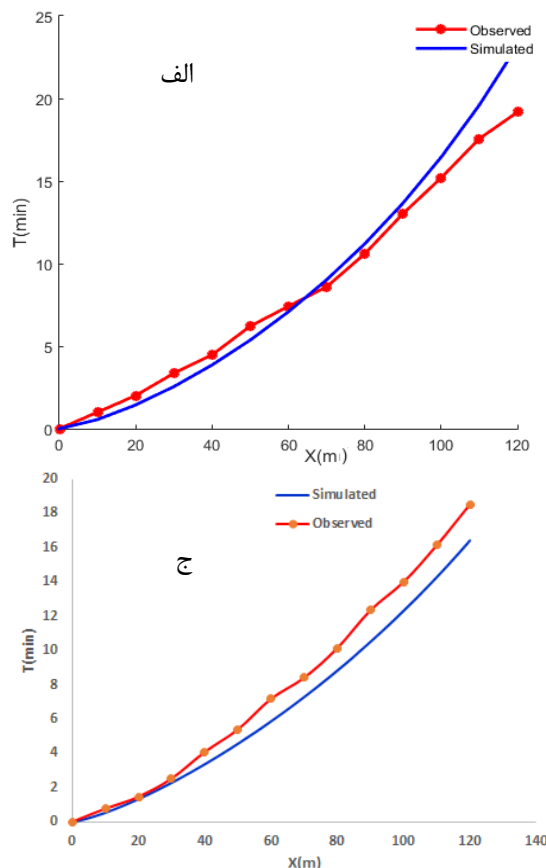 25
Observed
Simulated
الف
20
15
T(min)
10
5
0
0 20 40 60 80 100 120
X(m)
20
Simulated
18
Observed
16
ج
14
12
T(min)
10
8
6
4
2
0
0 20 40 60 80 100 120 140
X(m)